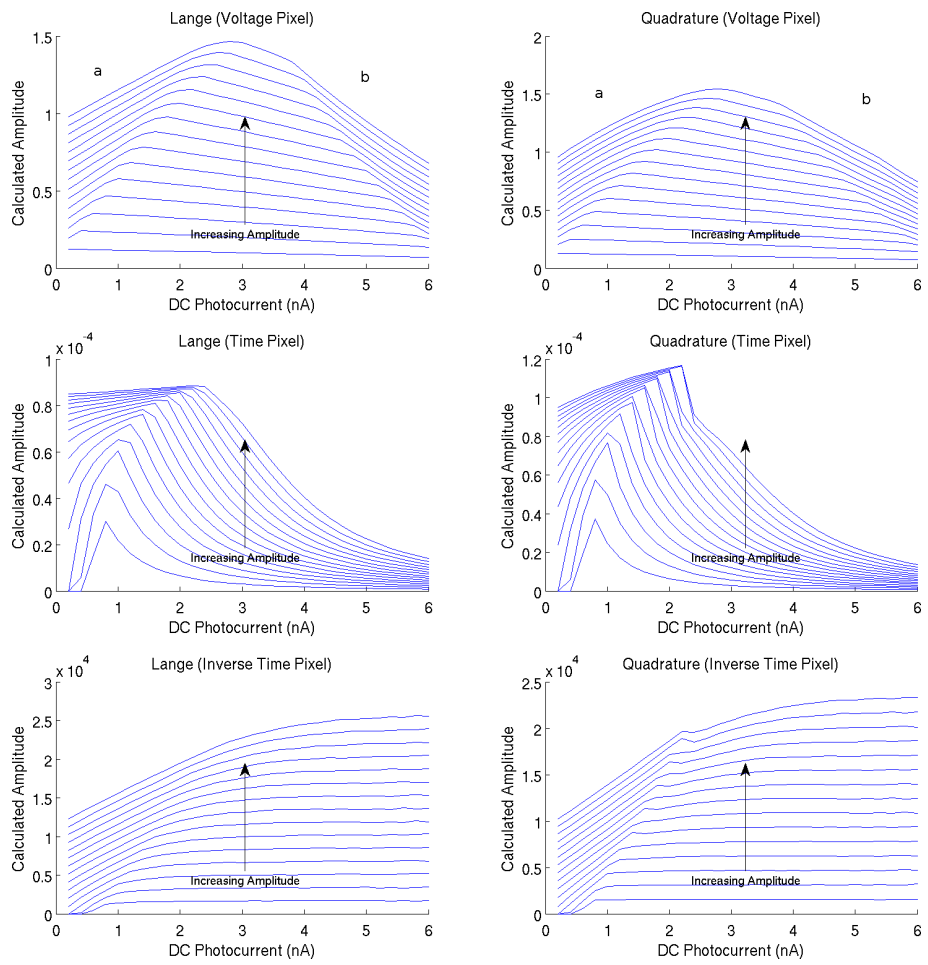 Lange (Voltage Pixel)
1.5
1
0.5
0
Calculated Amplitude
a
b
Increasing Amplitude
0 1 2 3 4 5 6
DC Photocurrent (nA)
Quadrature (Voltage Pixel)
2
1.5
1
0.5
0
Calculated Amplitude
a
b
Increasing Amplitude
0 1 2 3 4 5 6
DC Photocurrent (nA)
x 10⁻⁴
Lange (Time Pixel)
1
0.8
0.6
0.4
0.2
0
Calculated Amplitude
Increasing Amplitude
0 1 2 3 4 5 6
DC Photocurrent (nA)
x 10⁻⁴
Quadrature (Time Pixel)
1.2
1
0.8
0.6
0.4
0.2
0
Calculated Amplitude
Increasing Amplitude
0 1 2 3 4 5 6
DC Photocurrent (nA)
x 10⁴
Lange (Inverse Time Pixel)
3
2.5
2
1.5
1
0.5
0
Calculated Amplitude
Increasing Amplitude
0 1 2 3 4 5 6
DC Photocurrent (nA)
x 10⁴
Quadrature (Inverse Time Pixel)
2.5
2
1.5
1
0.5
0
Calculated Amplitude
Increasing Amplitude
0 1 2 3 4 5 6
DC Photocurrent (nA)